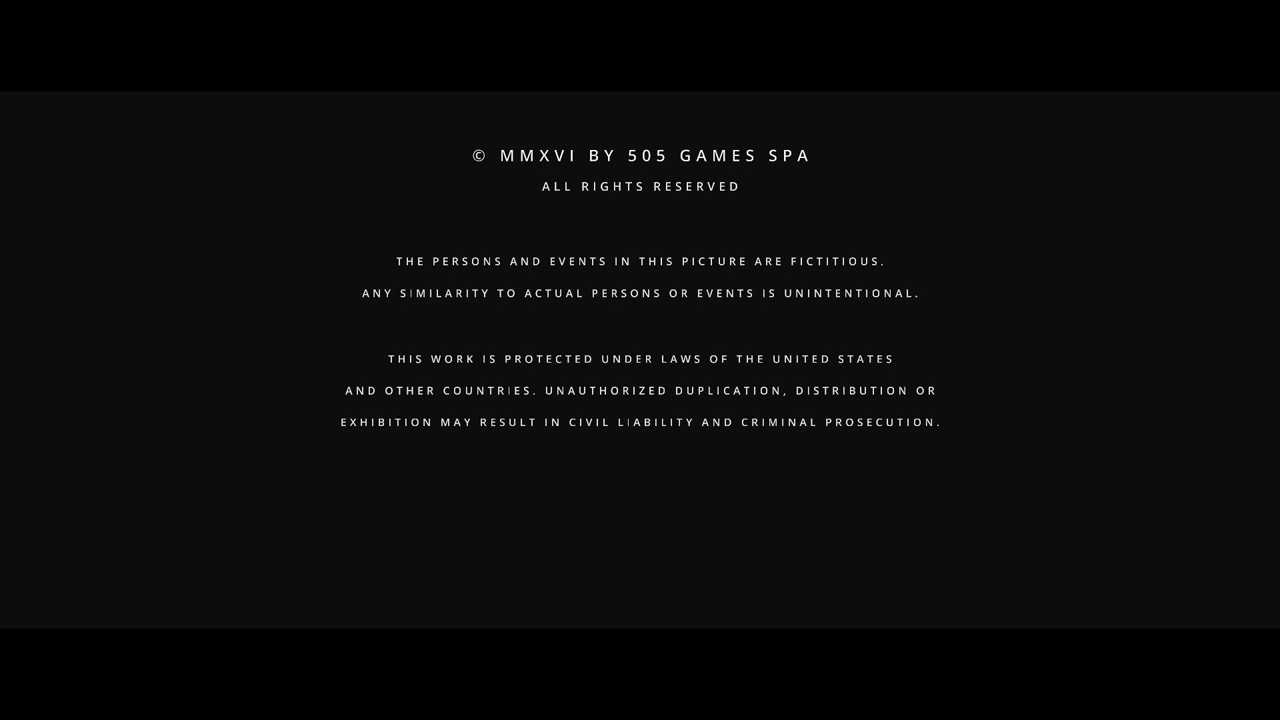 © MMXVI BY 505 GAMES SPA
ALL RIGHTS RESERVED
THE PERSONS AND EVENTS IN THIS PICTURE ARE FICTITIOUS.
ANY SIMILARITY TO ACTUAL PERSONS OR EVENTS IS UNINTENTIONAL.
THIS WORK IS PROTECTED UNDER LAWS OF THE UNITED STATES
AND OTHER COUNTRIES. UNAUTHORIZED DUPLICATION, DISTRIBUTION OR
EXHIBITION MAY RESULT IN CIVIL LIABILITY AND CRIMINAL PROSECUTION.